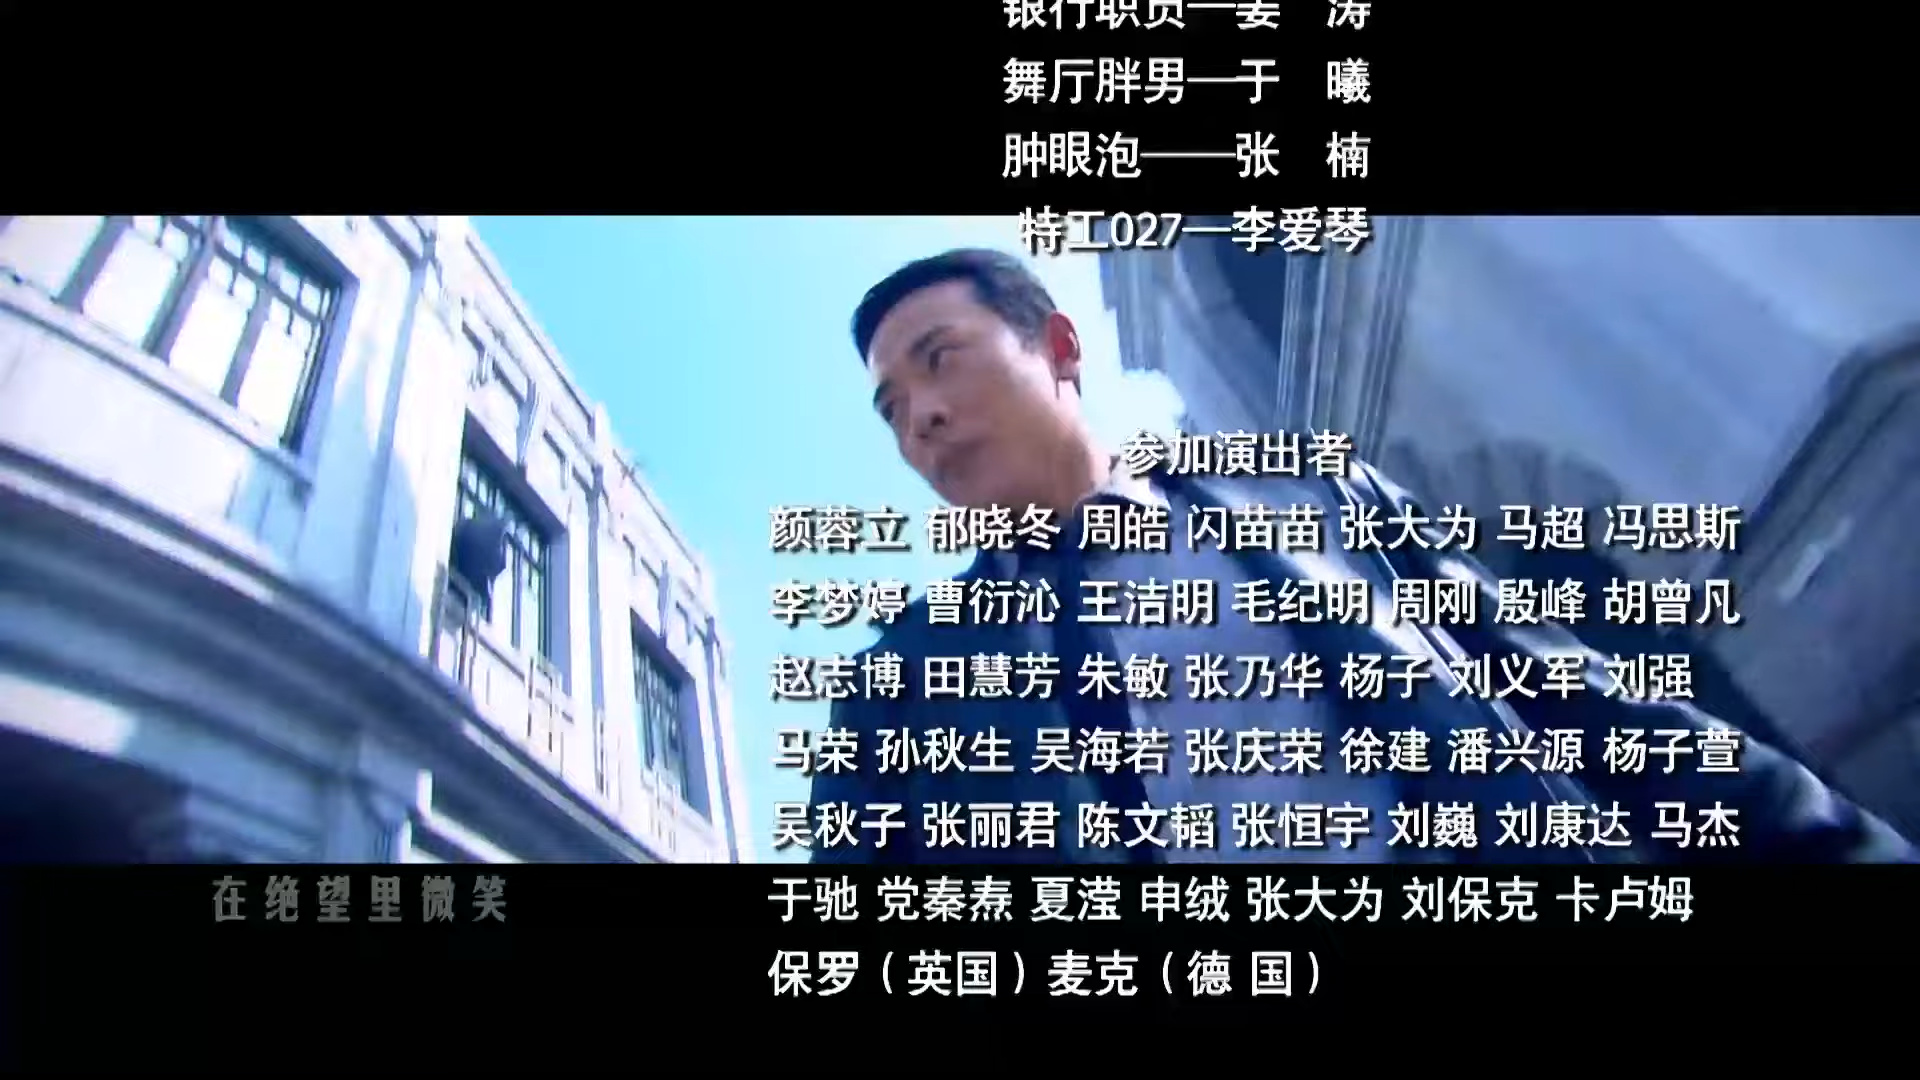 银行职员—姜 涛
舞厅胖男—于 曦
肿眼泡——张 楠
特工027—李爱琴
参加演出者
颜蓉立 郁晓冬 周皓 闪苗苗 张大为 马超 冯思斯
李梦婷 曹衍沁 王洁明 毛纪明 周刚 殷峰 胡曾凡
赵志博 田慧芳 朱敏 张乃华 杨子 刘义军 刘强
马荣 孙秋生 吴海若 张庆荣 徐建 潘兴源 杨子萱
吴秋子 张丽君 陈文韬 张恒宇 刘巍 刘康达 马杰
于驰 党秦焘 夏滢 申绒 张大为 刘保克 卡卢姆
保罗（英国）麦克（德 国）
在绝望里微笑